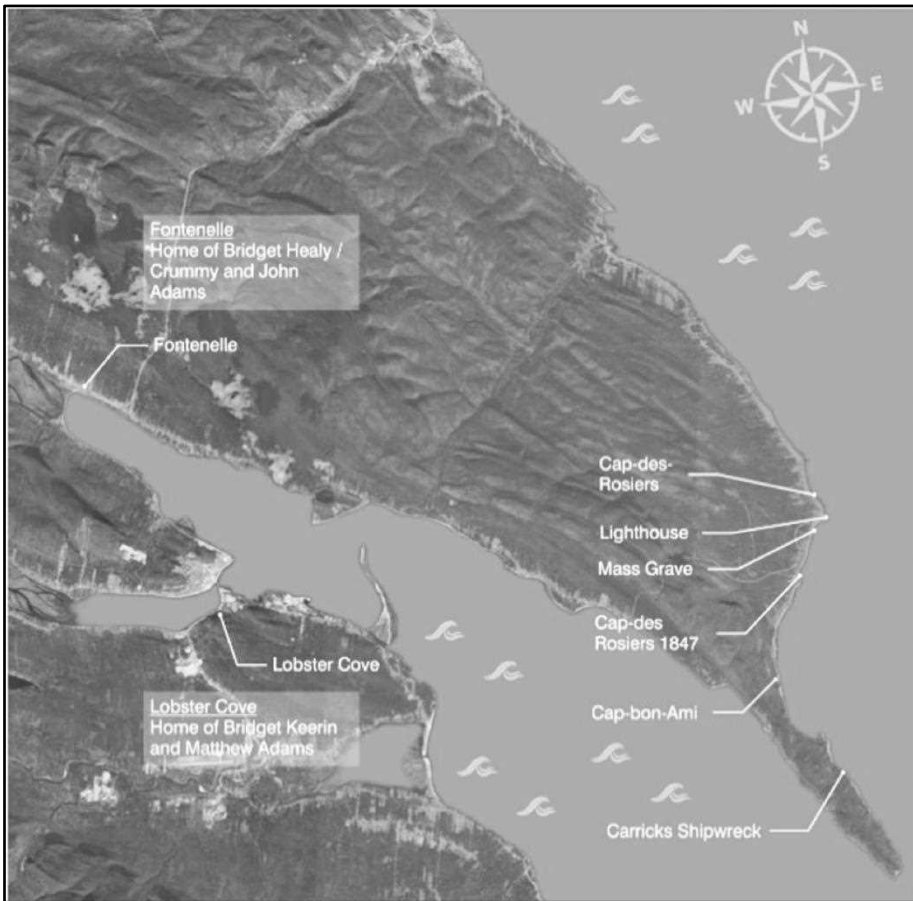 N
W
E
S
Fontenelle
Home of Bridget Healy /
Crummy and John
Adams
Fontenelle
Cap-des-
Rosiers
Lighthouse
Mass Grave
Cap-des
Rosiers 1847
Lobster Cove
Lobster Cove
Home of Bridget Keerin
and Matthew Adams
Cap-bon-Ami
Carricks Shipwreck